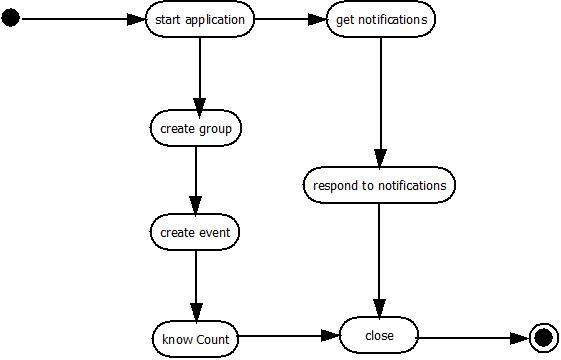 start application
get notifications
create group
respond to notifications
create event
know Count
close